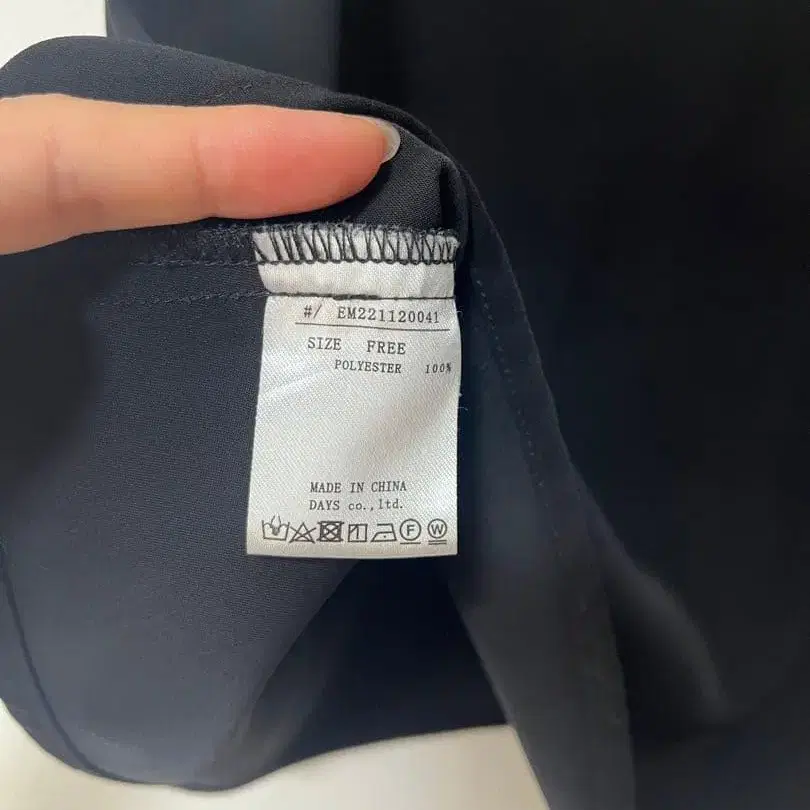 #/ EM221120041
SIZE FREE
POLYESTER 100%
MADE IN CHINA
DAYS co.,ltd.
F W